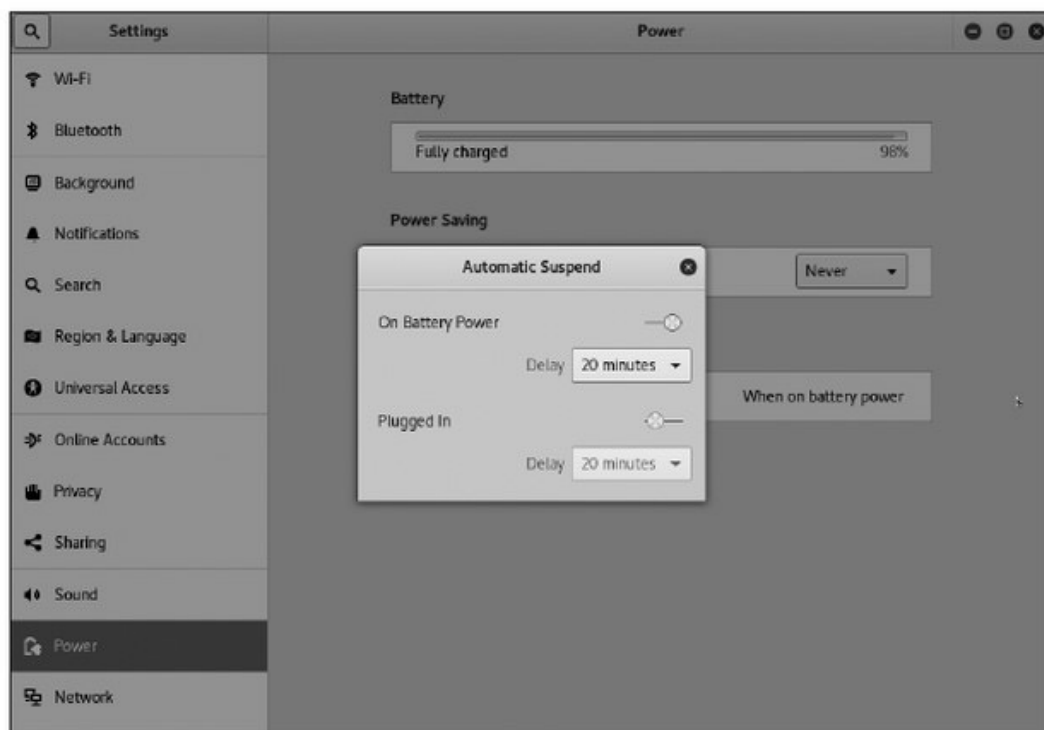 Settings
Power
Wi-Fi
Bluetooth
Background
Notifications
Search
Region & Language
Universal Access
Online Accounts
Privacy
Sharing
Sound
Power
Network
Battery
Fully charged 98%
Power Saving
Never
When on battery power
Automatic Suspend
On Battery Power
Delay 20 minutes
Plugged In
Delay 20 minutes